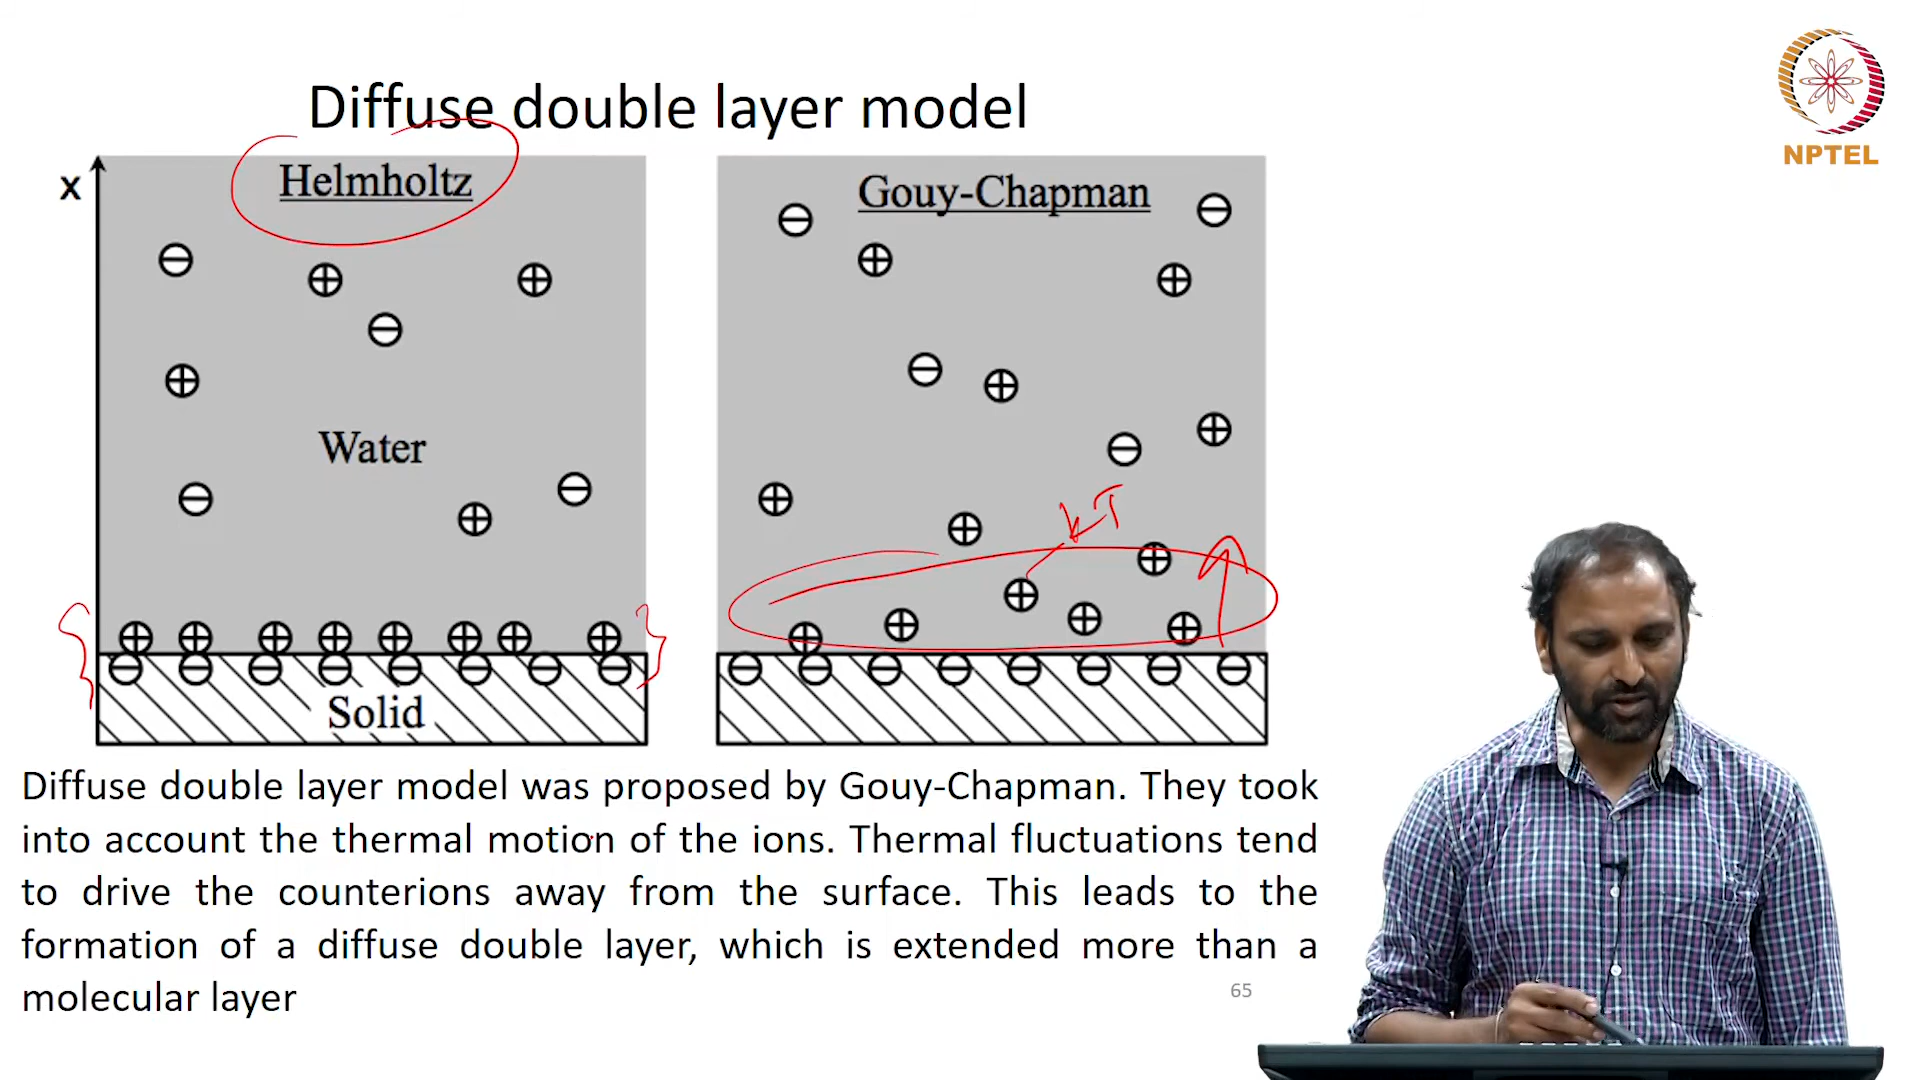 Diffuse double layer model
NPTEL
x
Helmholtz
Water
Solid
Gouy-Chapman
kT
Diffuse double layer model was proposed by Gouy-Chapman. They took
into account the thermal motion of the ions. Thermal fluctuations tend
to drive the counterions away from the surface. This leads to the
formation of a diffuse double layer, which is extended more than a
molecular layer
65